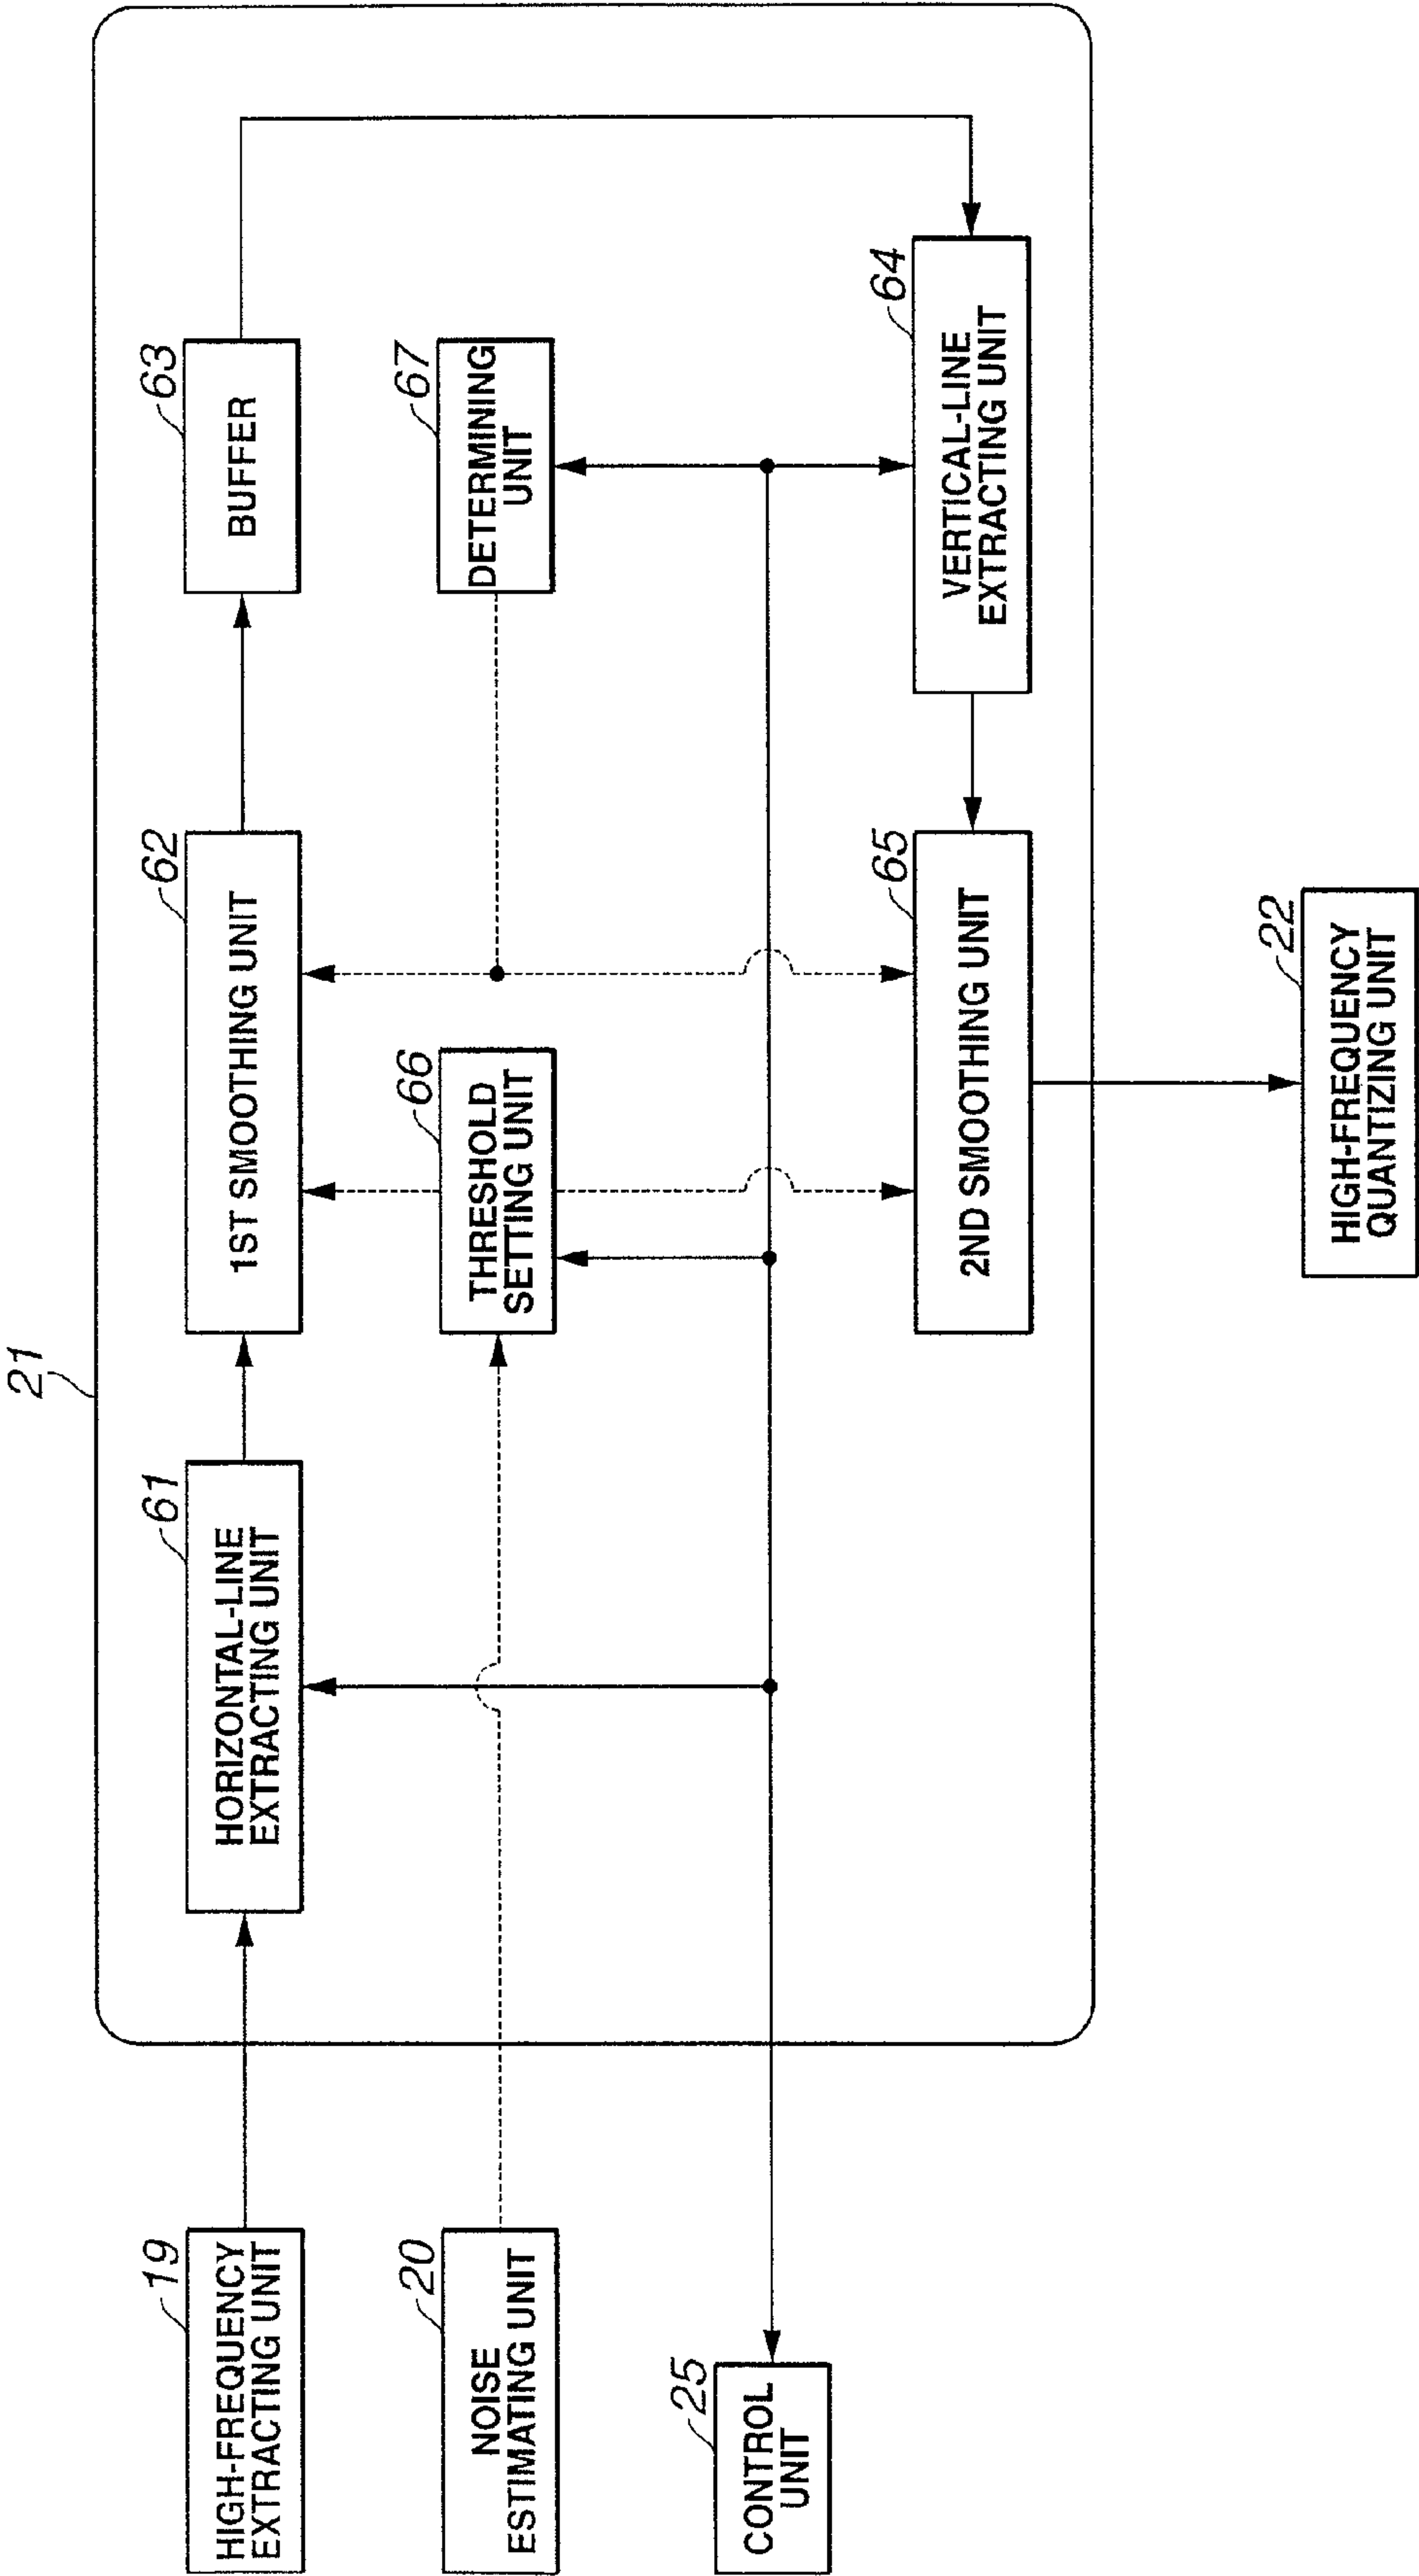 21
19
HIGH-FREQUENCY
EXTRACTING UNIT
61
HORIZONTAL-LINE
EXTRACTING UNIT
62
1ST SMOOTHING UNIT
63
BUFFER
20
NOISE
ESTIMATING UNIT
66
THRESHOLD
SETTING UNIT
67
DETERMINING
UNIT
25
CONTROL
UNIT
65
2ND SMOOTHING UNIT
64
VERTICAL-LINE
EXTRACTING UNIT
22
HIGH-FREQUENCY
QUANTIZING UNIT